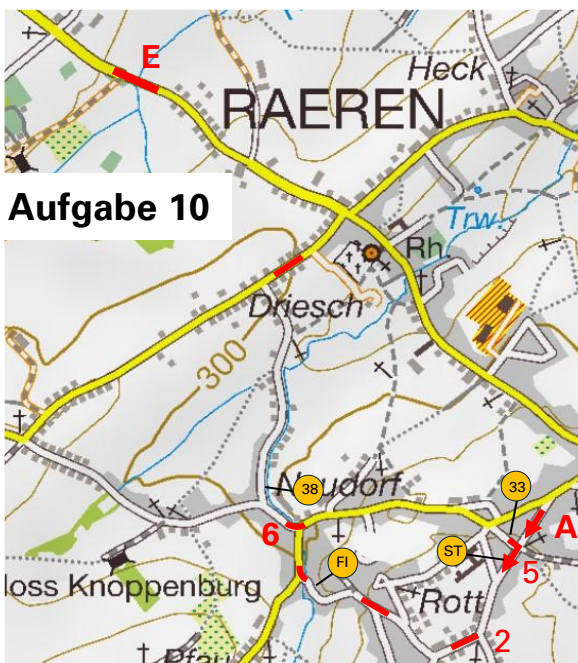 E
Heck
RAEREN
Aufgabe 10
Trw.
Rh.
Driesch
300
Neudorf
38
33
6
A
ST
5
FI
loss Knoppenburg
Rott
2
Pfau